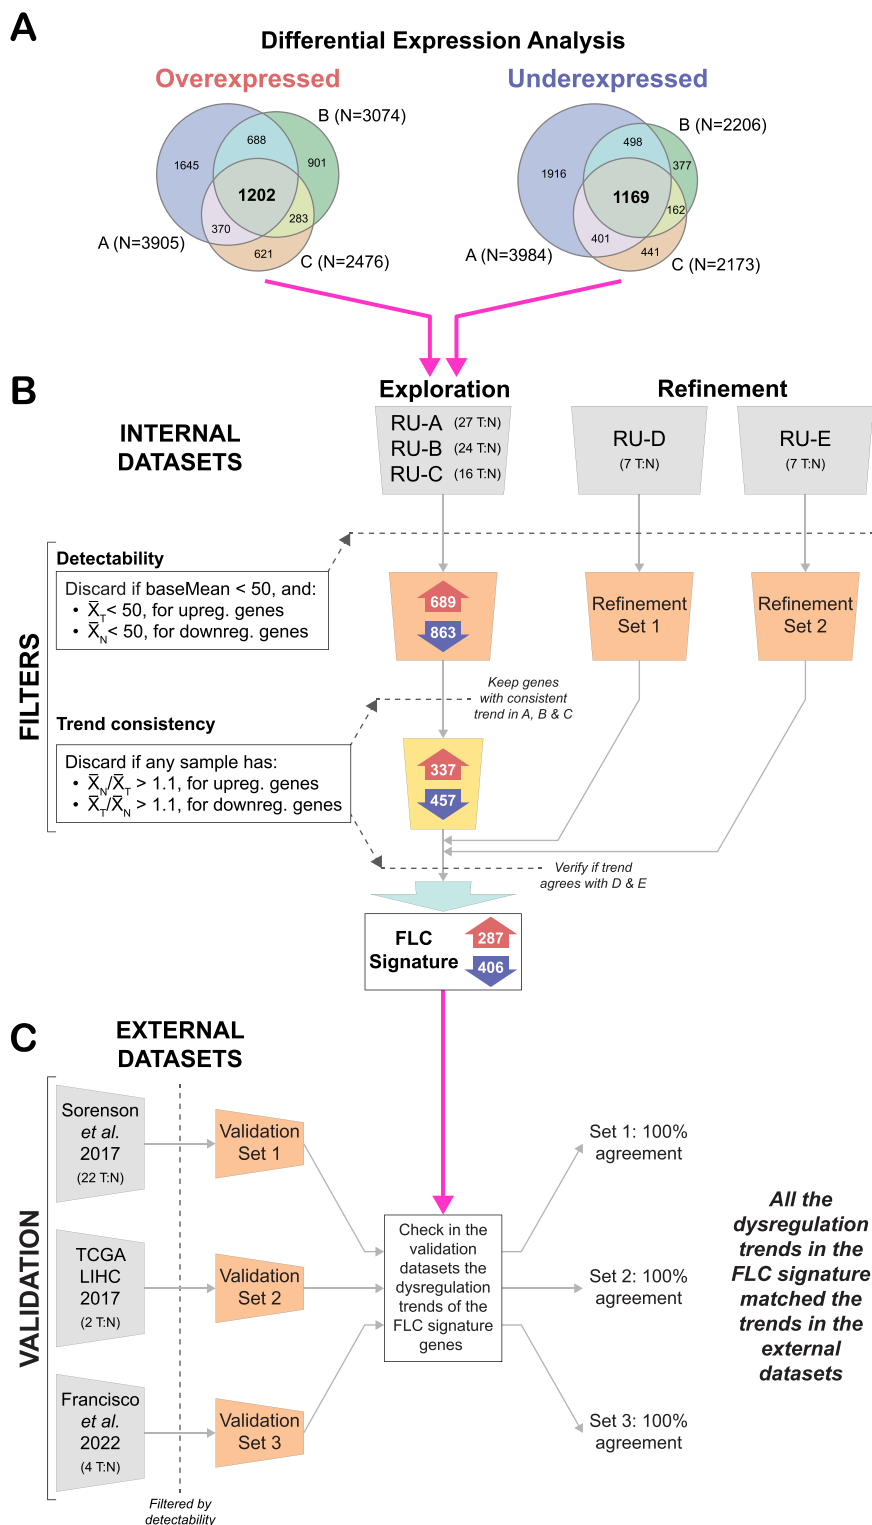 A
Differential Expression Analysis
Overexpressed
Underexpressed
B (N=3074)
688
1645
901
1202
283
370
A (N=3905)
621
C (N=2476)
B (N=2206)
498
377
1916
1169
162
401
A (N=3984)
441
C (N=2173)
B
Exploration
Refinement
INTERNAL
DATASETS
RU-A (27 T:N)
RU-B (24 T:N)
RU-C (16 T:N)
RU-D
(7 T:N)
RU-E
(7 T:N)
FILTERS
Detectability
Discard if baseMean < 50, and:
• X̅T < 50, for upreg. genes
• X̅N < 50, for downreg. genes
689
863
Refinement
Set 1
Refinement
Set 2
Keep genes
with consistent
trend in A, B & C
Trend consistency
Discard if any sample has:
• X̅N/X̅T > 1.1, for upreg. genes
• X̅T/X̅N > 1.1, for downreg. genes
337
457
Verify if trend
agrees with D & E
FLC
Signature
287
406
C
EXTERNAL
DATASETS
VALIDATION
Sorenson
et al.
2017
(22 T:N)
Validation
Set 1
TCGA
LIHC
2017
(2 T:N)
Validation
Set 2
Francisco
et al.
2022
(4 T:N)
Validation
Set 3
Filtered by
detectability
Check in the
validation
datasets the
dysregulation
trends of the
FLC signature
genes
Set 1: 100%
agreement
Set 2: 100%
agreement
Set 3: 100%
agreement
All the
dysregulation
trends in the
FLC signature
matched the
trends in the
external
datasets